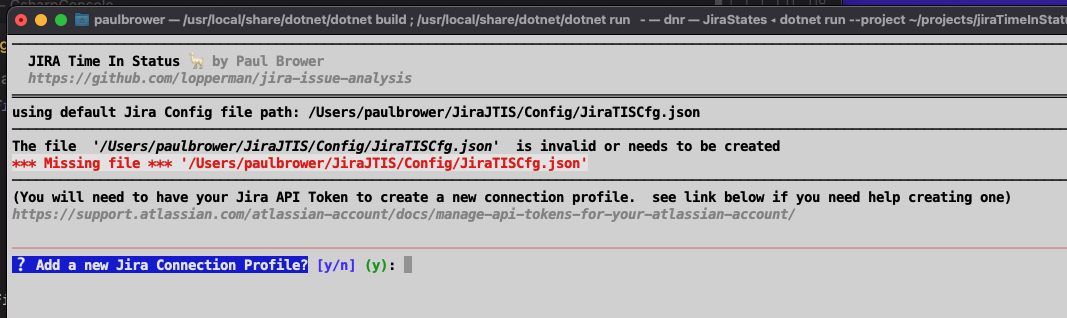 CsharpConsole
paulbrower — /usr/local/share/dotnet/dotnet build ; /usr/local/share/dotnet/dotnet run - — dnr — JiraStates ◂ dotnet run --project ~/projects/jiraTimeInStatu
JIRA Time In Status 🦙 by Paul Brower
https://github.com/lopperman/jira-issue-analysis
using default Jira Config file path: /Users/paulbrower/JiraJTIS/Config/JiraTISCfg.json
The file '/Users/paulbrower/JiraJTIS/Config/JiraTISCfg.json' is invalid or needs to be created
*** Missing file *** '/Users/paulbrower/JiraJTIS/Config/JiraTISCfg.json'
(You will need to have your Jira API Token to create a new connection profile. see link below if you need help creating one)
https://support.atlassian.com/atlassian-account/docs/manage-api-tokens-for-your-atlassian-account/
? Add a new Jira Connection Profile? [y/n] (y):